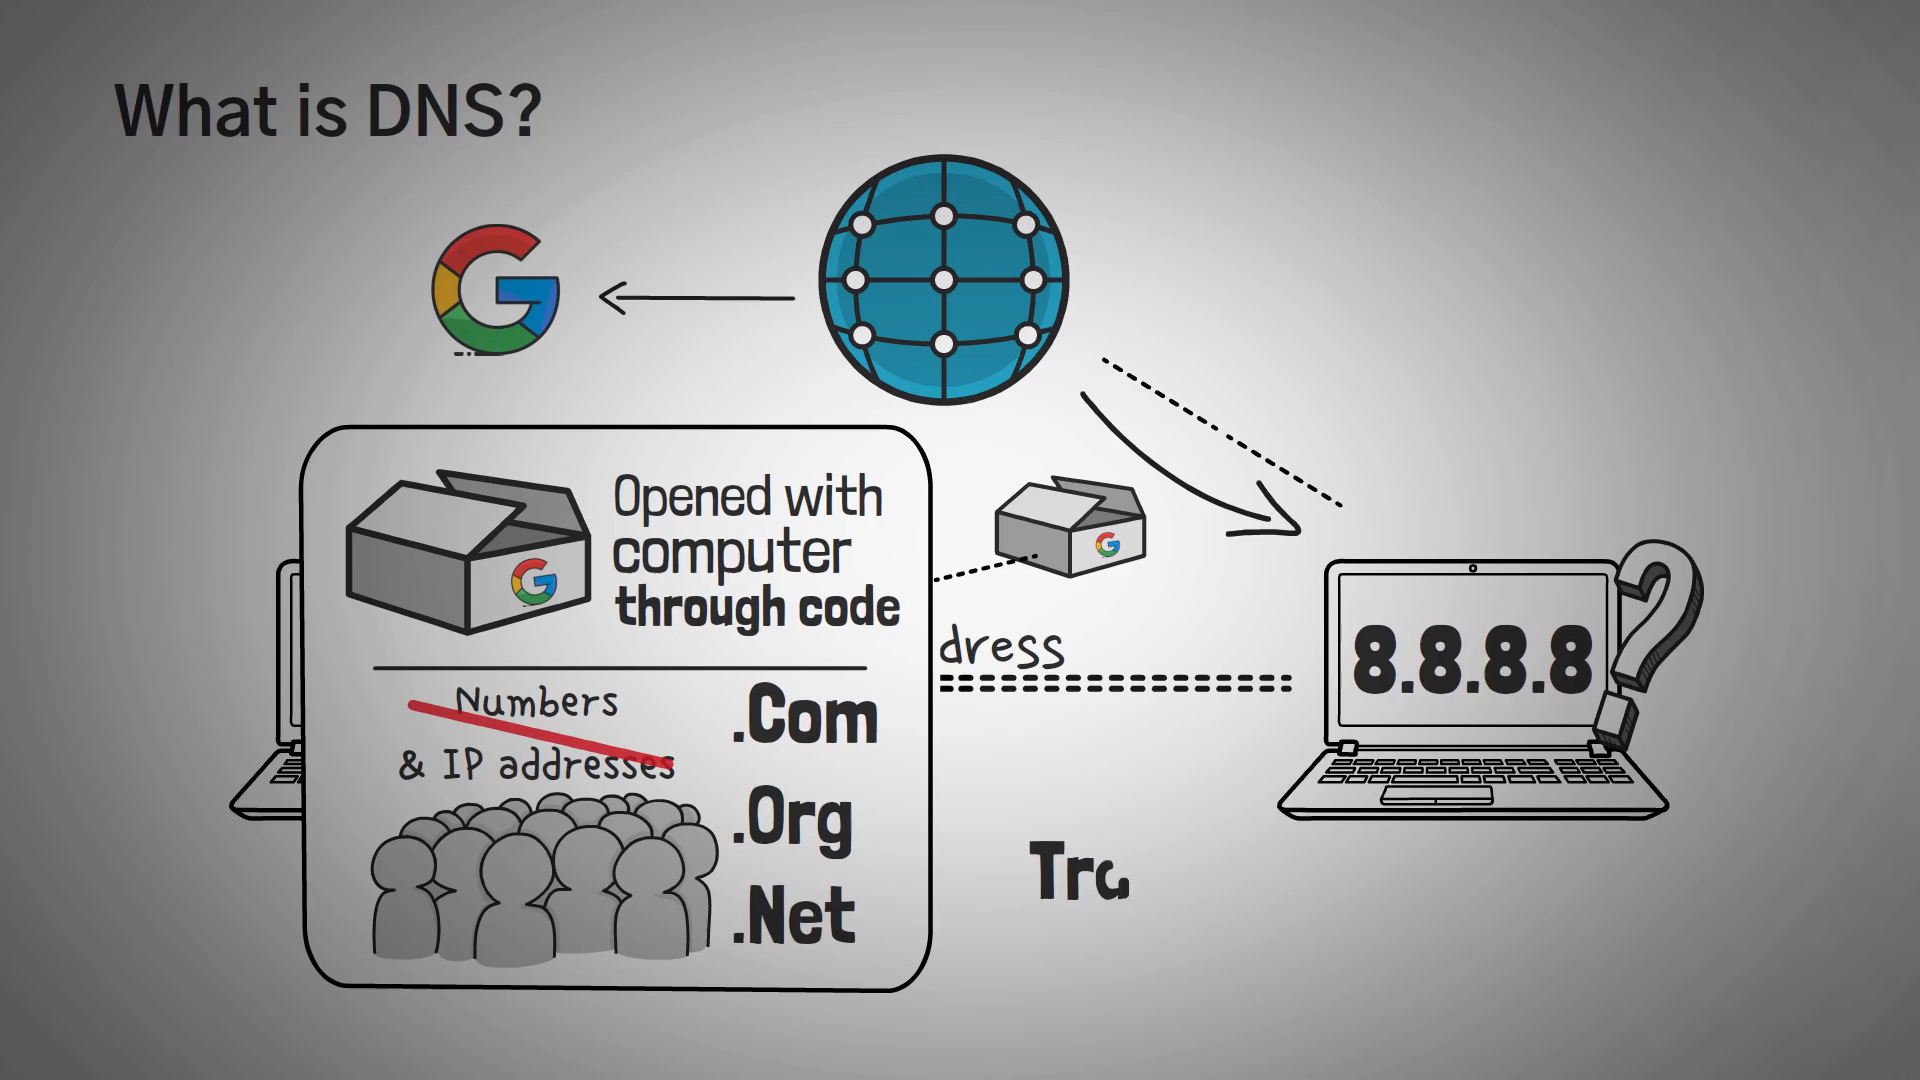 What is DNS?
Opened with
computer
through code
dress
Numbers
& IP addresses
.Com
.Org
.Net
8.8.8.8
?